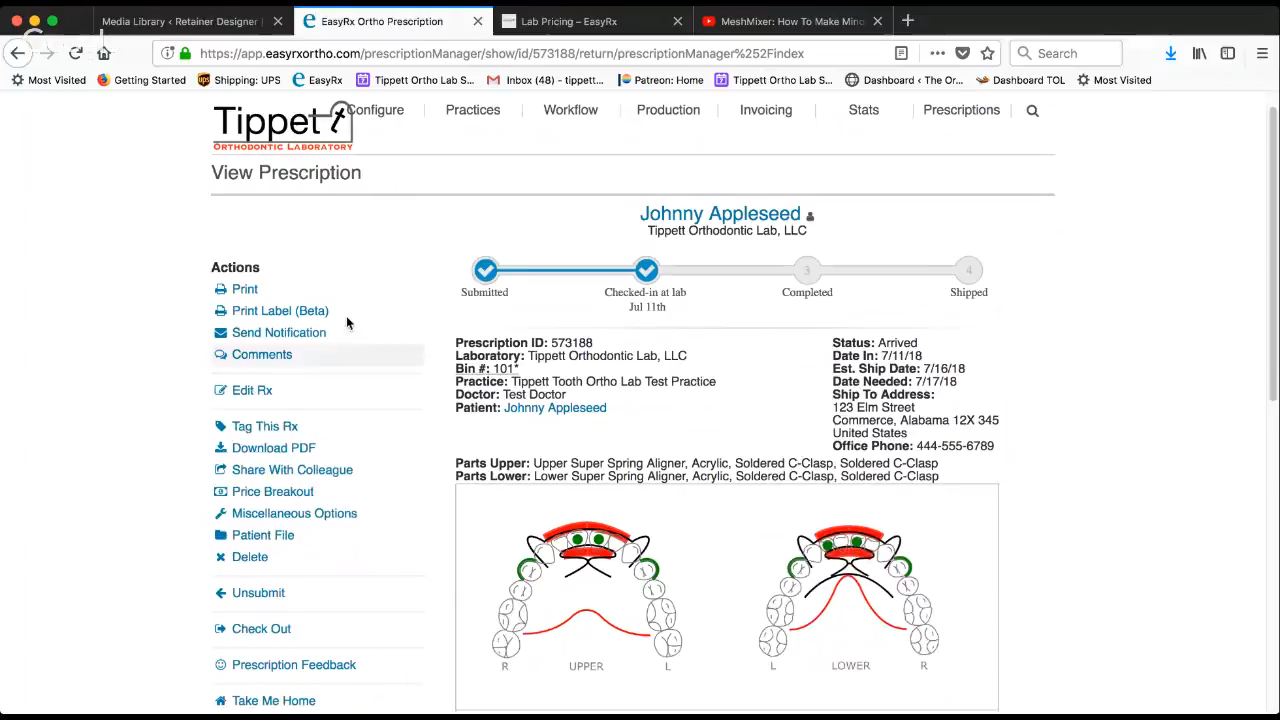 Media Library ‹ Retainer Designer
EasyRx Ortho Prescription
Lab Pricing – EasyRx
MeshMixer: How To Make Mino
https://app.easyrxortho.com/prescriptionManager/show/id/573188/return/prescriptionManager%252Findex
Search
Most Visited
Getting Started
Shipping: UPS
EasyRx
Tippett Ortho Lab S...
Inbox (48) - tippett...
Patreon: Home
Tippett Ortho Lab S...
Dashboard ‹ The Or...
Dashboard TOL
Most Visited
Tippett
ORTHODONTIC LABORATORY
Configure
Practices
Workflow
Production
Invoicing
Stats
Prescriptions
View Prescription
Johnny Appleseed
Tippett Orthodontic Lab, LLC
Actions
Print
Print Label (Beta)
Send Notification
Comments
Edit Rx
Tag This Rx
Download PDF
Share With Colleague
Price Breakout
Miscellaneous Options
Patient File
Delete
Unsubmit
Check Out
Prescription Feedback
Take Me Home
3
4
Submitted
Checked-in at lab
Jul 11th
Completed
Shipped
Prescription ID: 573188
Laboratory: Tippett Orthodontic Lab, LLC
Bin #: 101*
Practice: Tippett Tooth Ortho Lab Test Practice
Doctor: Test Doctor
Patient: Johnny Appleseed
Status: Arrived
Date In: 7/11/18
Est. Ship Date: 7/16/18
Date Needed: 7/17/18
Ship To Address:
123 Elm Street
Commerce, Alabama 12X 345
United States
Office Phone: 444-555-6789
Parts Upper: Upper Super Spring Aligner, Acrylic, Soldered C-Clasp, Soldered C-Clasp
Parts Lower: Lower Super Spring Aligner, Acrylic, Soldered C-Clasp, Soldered C-Clasp
R
UPPER
L
L
LOWER
R